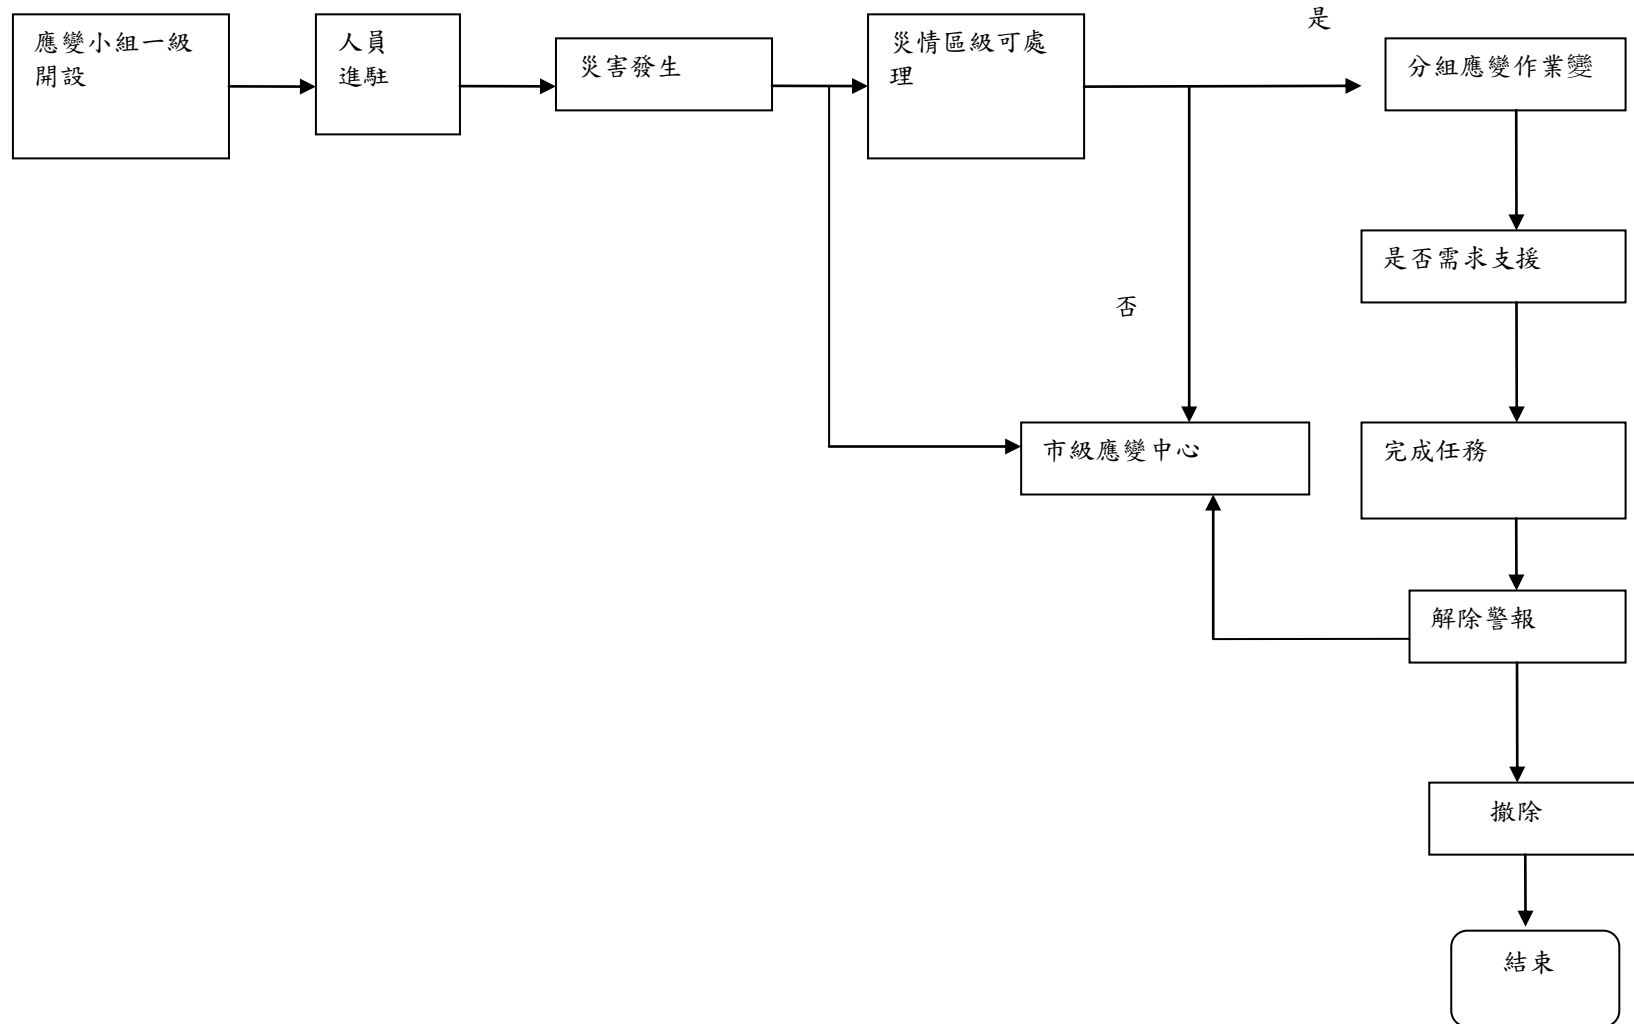 是
應變小組一級
開設
人員
進駐
災害發生
災情區級可處
理
分組應變作業變
是否需求支援
否
市級應變中心
完成任務
解除警報
撤除
結束